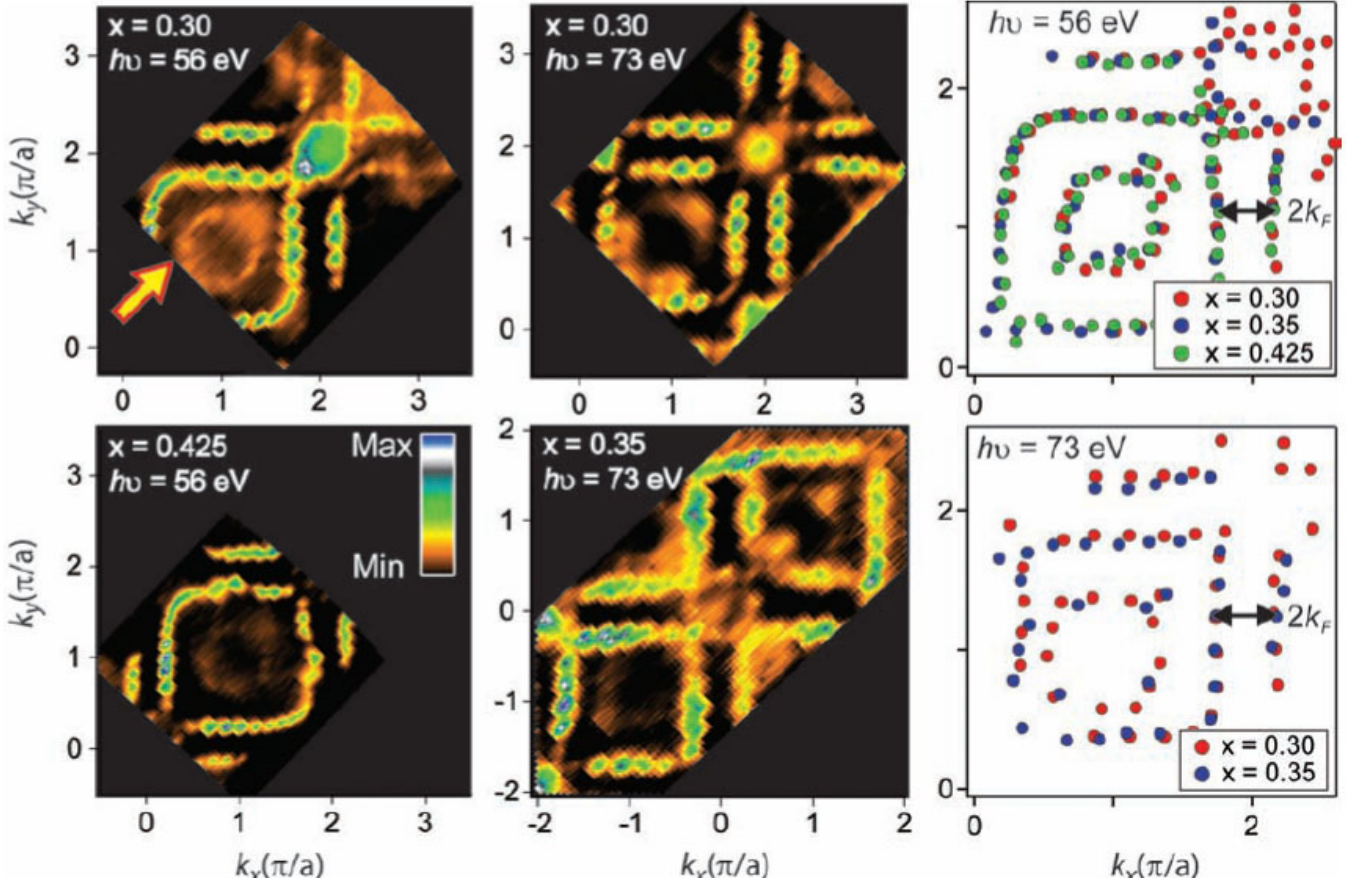 x = 0.30
hυ = 56 eV
3
2
1
0
k_y(π/a)
0
1
2
3
x = 0.30
hυ = 73 eV
3
2
1
0
0
1
2
3
hυ = 56 eV
2
0
0
2
2k_F
x = 0.30
x = 0.35
x = 0.425
x = 0.425
hυ = 56 eV
Max
Min
3
2
1
0
k_y(π/a)
0
1
2
3
k_x(π/a)
x = 0.35
hυ = 73 eV
2
1
0
-1
-2
-2
-1
0
1
2
k_x(π/a)
hυ = 73 eV
2
0
0
2
2k_F
x = 0.30
x = 0.35
k_x(π/a)